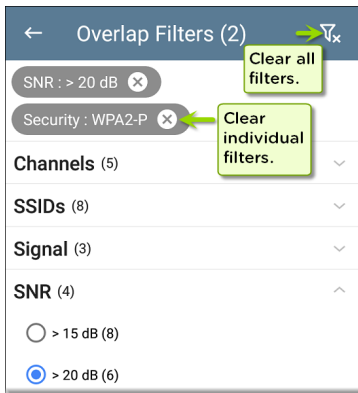 Overlap Filters (2)
Clear all
filters.
SNR : > 20 dB
Security : WPA2-P
Clear
individual
filters.
Channels (5)
SSIDs (8)
Signal (3)
SNR (4)
> 15 dB (8)
> 20 dB (6)